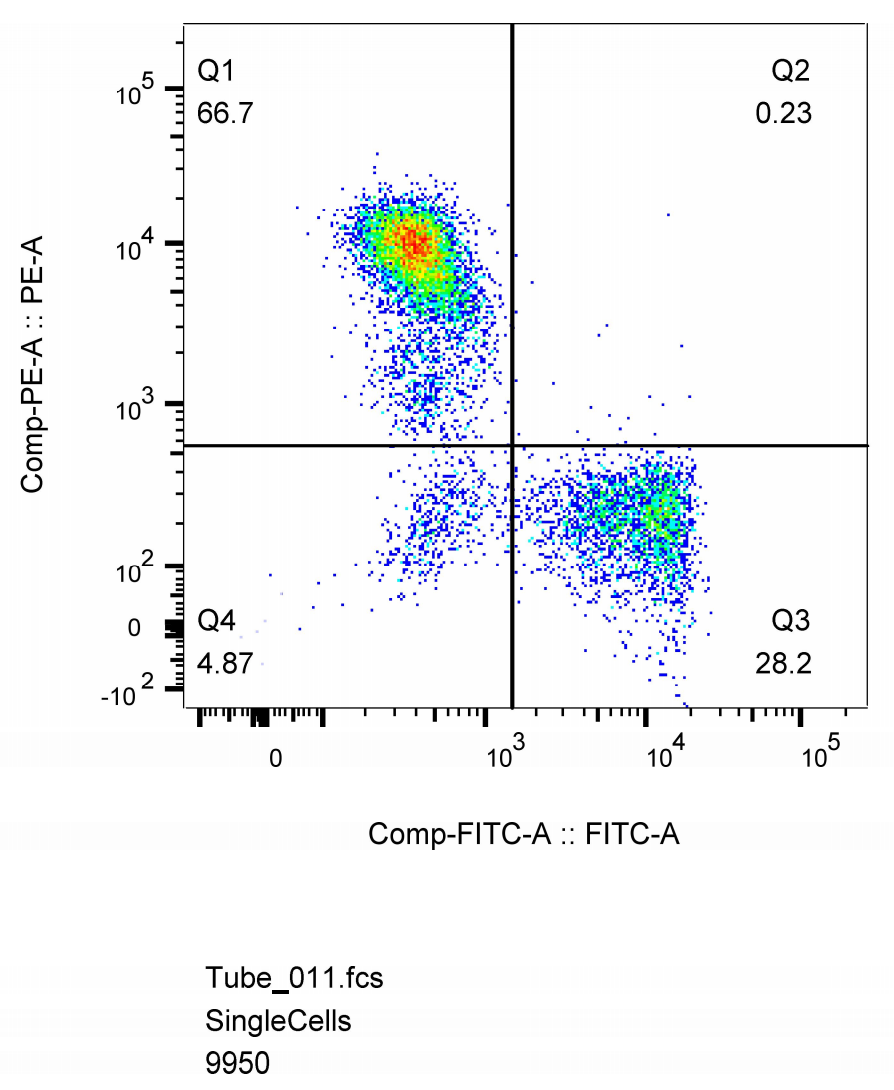 Q1
66.7
Q2
0.23
10^5
10^4
10^3
10^2
0
-10^2
Comp-PE-A :: PE-A
Q4
4.87
Q3
28.2
0
10^3
10^4
10^5
Comp-FITC-A :: FITC-A
Tube_011.fcs
SingleCells
9950